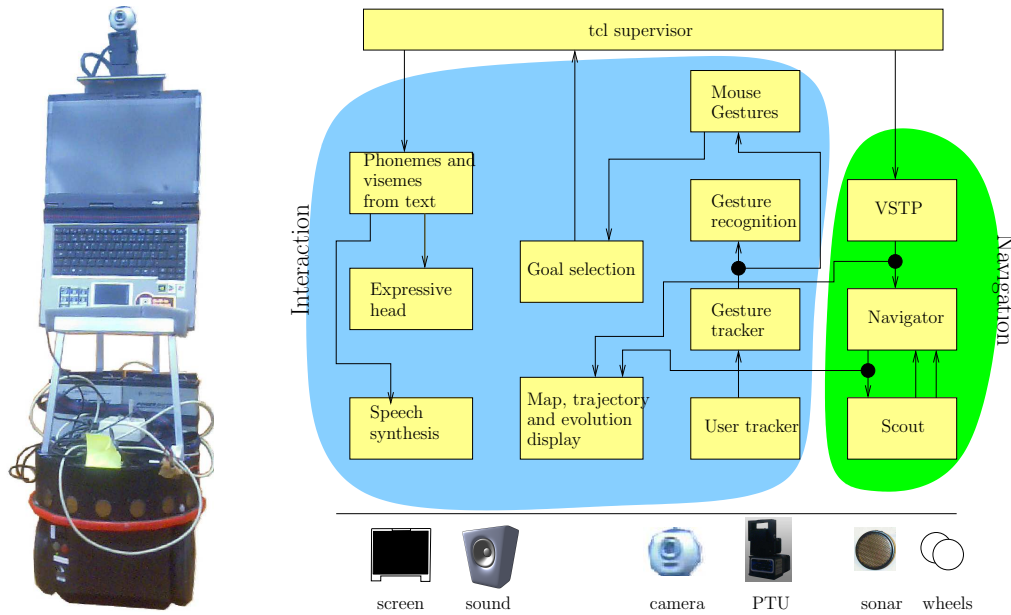 tcl supervisor
Mouse
Gestures
Phonemes and
visemes
from text
Gesture
recognition
VSTP
Interaction
Goal selection
Navigation
Expressive
head
Gesture
tracker
Navigator
Speech
synthesis
Map, trajectory
and evolution
display
User tracker
Scout
screen
sound
camera
PTU
sonar
wheels